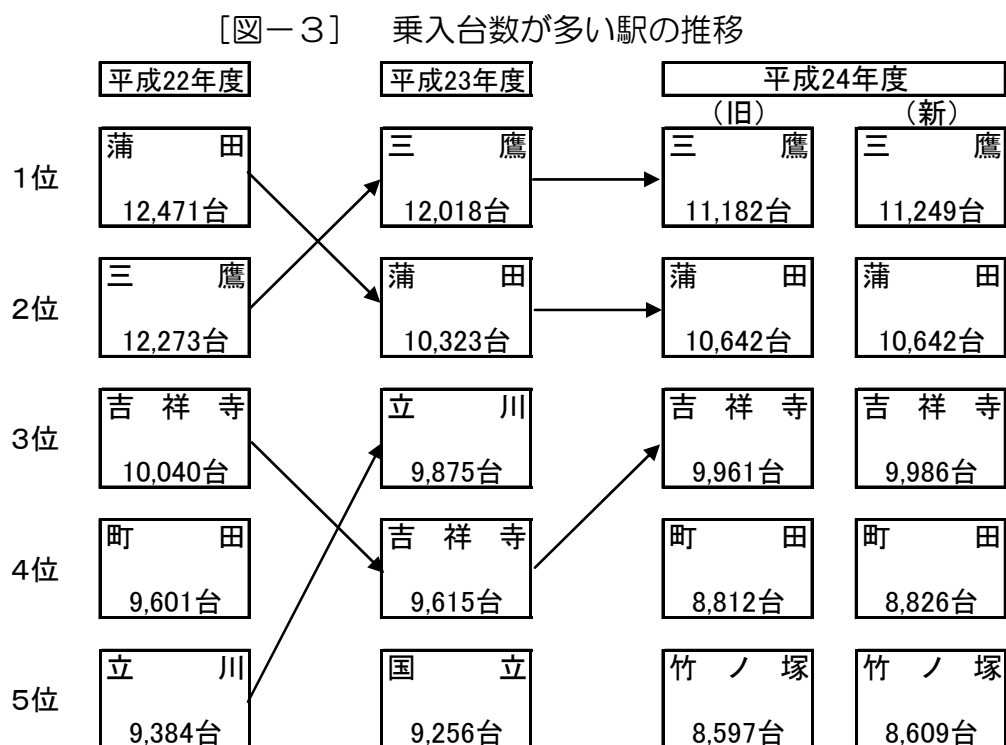 [図－3]　乗入台数が多い駅の推移
平成22年度　平成23年度　平成24年度
（旧）　（新）
1位
蒲田　三鷹　三鷹　三鷹
12,471台　12,018台　11,182台　11,249台
2位
三鷹　蒲田　蒲田　蒲田
12,273台　10,323台　10,642台　10,642台
3位
吉祥寺　立川　吉祥寺　吉祥寺
10,040台　9,875台　9,961台　9,986台
4位
町田　吉祥寺　町田　町田
9,601台　9,615台　8,812台　8,826台
5位
立川　国立　竹ノ塚　竹ノ塚
9,384台　9,256台　8,597台　8,609台